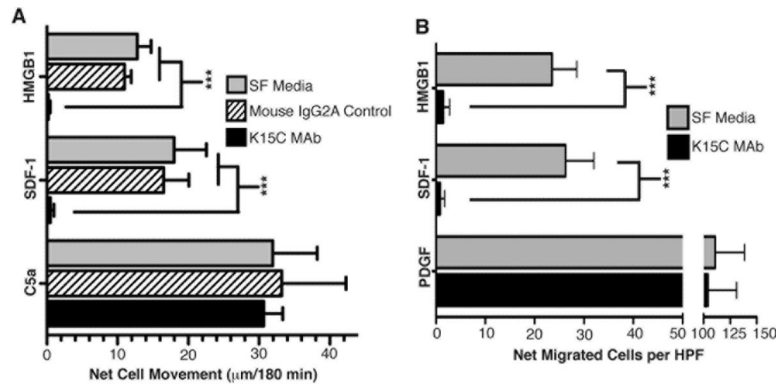 A
HMGB1
SDF-1
C5a
***
***
SF Media
Mouse IgG2A Control
K15C MAb
0 10 20 30 40
Net Cell Movement (μm/180 min)
B
HMGB1
SDF-1
PDGF
***
***
SF Media
K15C MAb
0 10 20 30 40 50 100 125 150
Net Migrated Cells per HPF